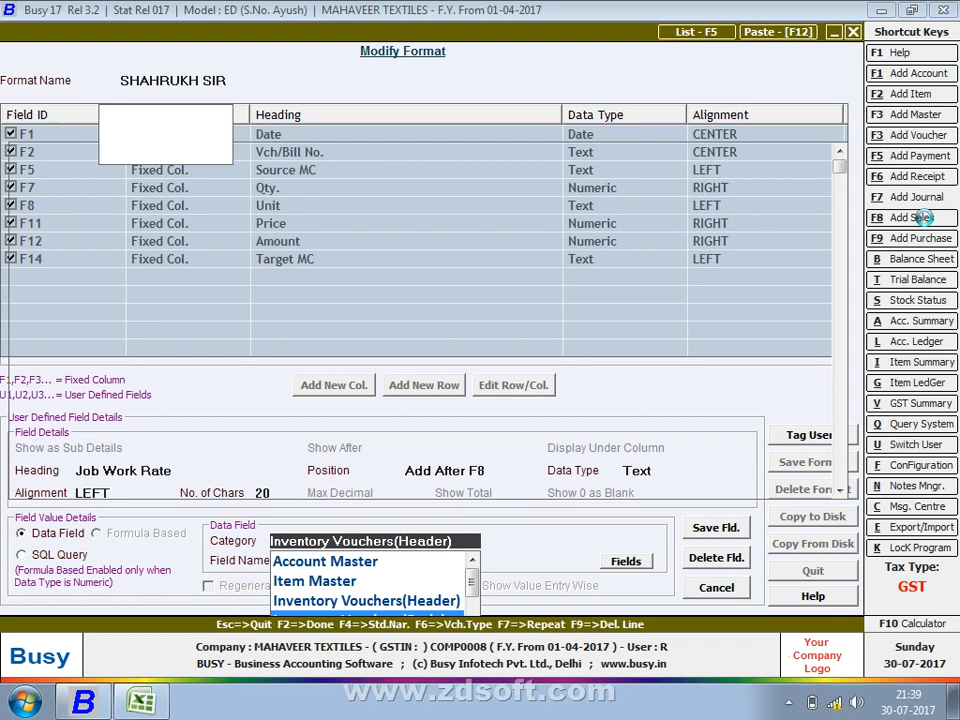 Busy 17 Rel 3.2 | Stat Rel 017 | Model : ED (S.No. Ayush) | MAHAVEER TEXTILES - F.Y. From 01-04-2017
List - F5
Paste - [F12]
Shortcut Keys
Modify Format
Format Name SHAHRUKH SIR
Field ID Heading Data Type Alignment
F1 Date Date CENTER
F2 Vch/Bill No. Text CENTER
F5 Fixed Col. Source MC Text LEFT
F7 Fixed Col. Qty. Numeric RIGHT
F8 Fixed Col. Unit Text LEFT
F11 Fixed Col. Price Numeric RIGHT
F12 Fixed Col. Amount Numeric RIGHT
F14 Fixed Col. Target MC Text LEFT
F1,F2,F3... = Fixed Column
U1,U2,U3... = User Defined Fields
Add New Col.
Add New Row
Edit Row/Col.
User Defined Field Details
Field Details
Show as Sub Details Show After Display Under Column
Heading Job Work Rate Position Add After F8 Data Type Text
Alignment LEFT No. of Chars 20 Max Decimal Show Total Show 0 as Blank
Field Value Details
Data Field Formula Based
SQL Query
(Formula Based Enabled only when
Data Type is Numeric)
Data Field
Category Inventory Vouchers(Header)
Field Name
Account Master
Item Master
Inventory Vouchers(Header)
Fields
Show Value Entry Wise
Save Fld.
Delete Fld.
Cancel
Tag User
Save Form
Delete Form
Copy to Disk
Copy From Disk
Quit
Help
F1 Help
F1 Add Account
F2 Add Item
F3 Add Master
F3 Add Voucher
F5 Add Payment
F6 Add Receipt
F7 Add Journal
F8 Add Sales
F9 Add Purchase
B Balance Sheet
T Trial Balance
S Stock Status
A Acc. Summary
L Acc. Ledger
I Item Summary
G Item LedGer
V GST Summary
Q Query System
U Switch User
F Configuration
N Notes Mngr.
C Msg. Centre
E Export/Import
K LocK Program
Tax Type:
GST
F10 Calculator
Esc=>Quit F2=>Done F4=>Std.Nar. F6=>Vch.Type F7=>Repeat F9=>Del. Line
Busy
Company : MAHAVEER TEXTILES - ( GSTIN : ) COMP0008 ( F.Y. From 01-04-2017 ) - User : R
BUSY - Business Accounting Software ; (c) Busy Infotech Pvt. Ltd., Delhi ; www.busy.in
Your
Company
Logo
Sunday
30-07-2017
www.zdsoft.com
21:39
30-07-2017